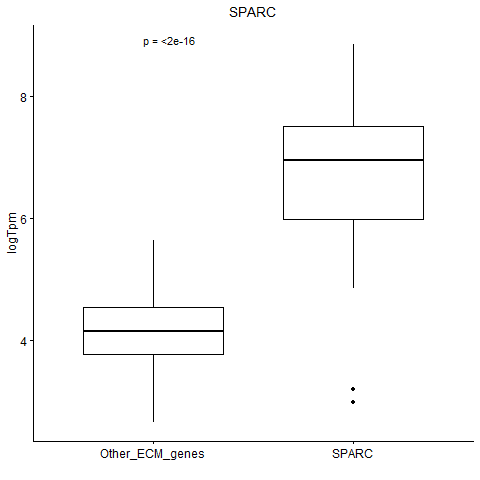 SPARC
p = <2e-16
8
6
4
logTpm
Other_ECM_genes
SPARC